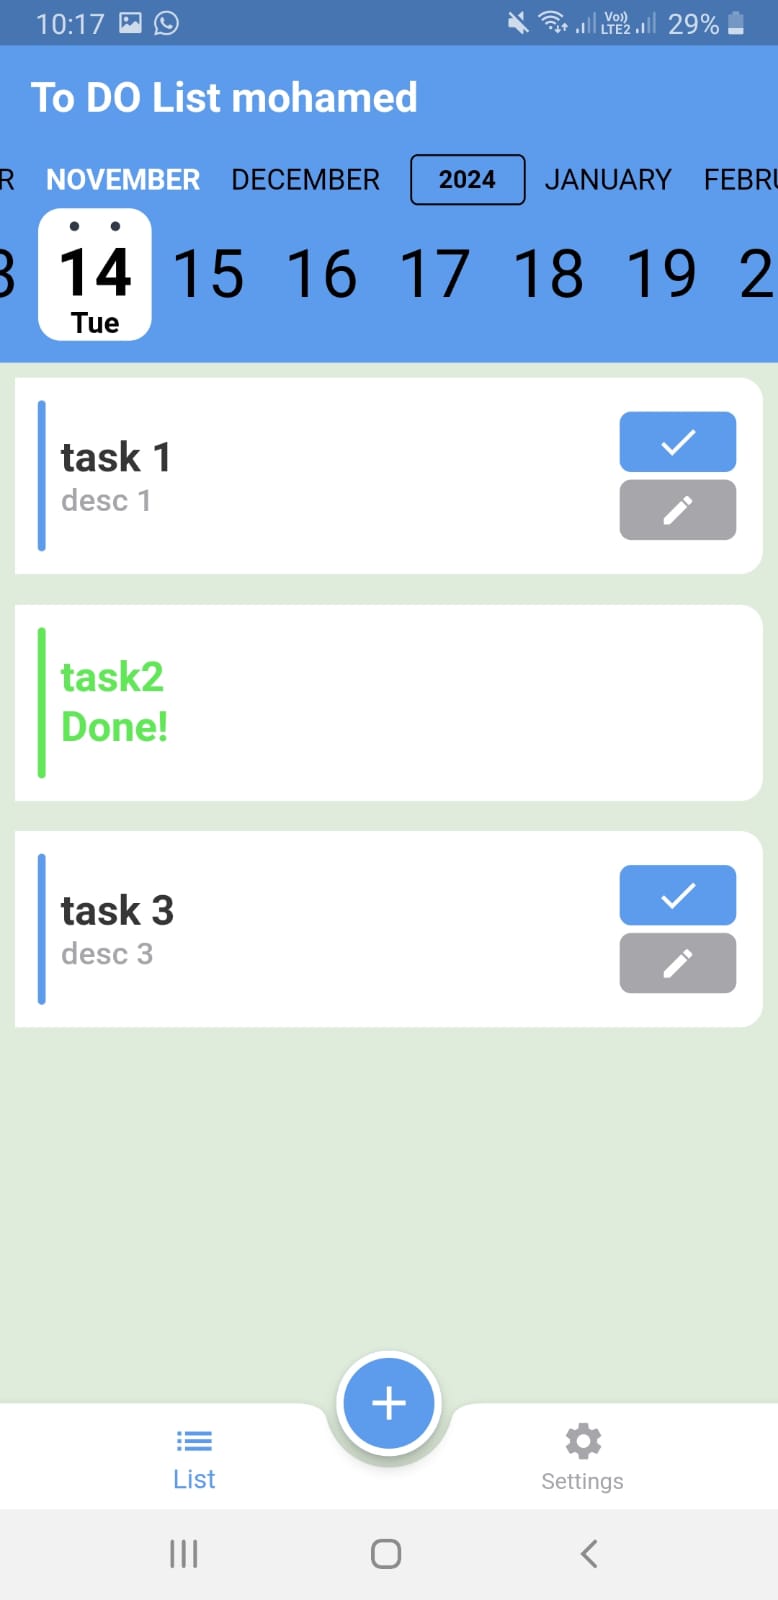 10:17 Vo)) LTE2 29%
To DO List mohamed
R NOVEMBER DECEMBER 2024 JANUARY FEBRU
3 14 15 16 17 18 19 2
Tue
task 1
desc 1
task2
Done!
task 3
desc 3
List
Settings